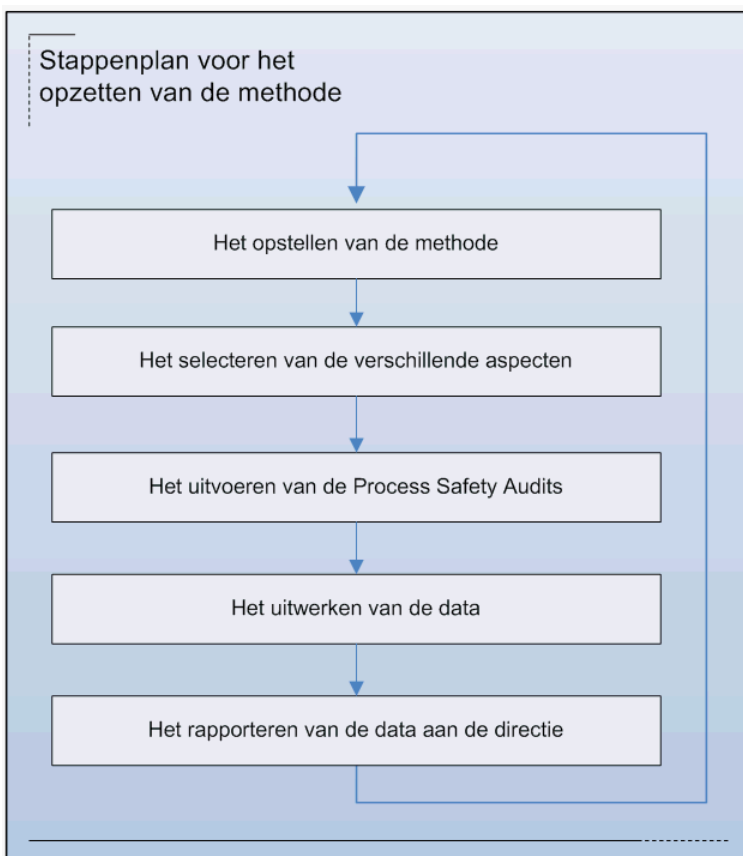 Stappenplan voor het
opzetten van de methode
Het opstellen van de methode
Het selecteren van de verschillende aspecten
Het uitvoeren van de Process Safety Audits
Het uitwerken van de data
Het rapporteren van de data aan de directie